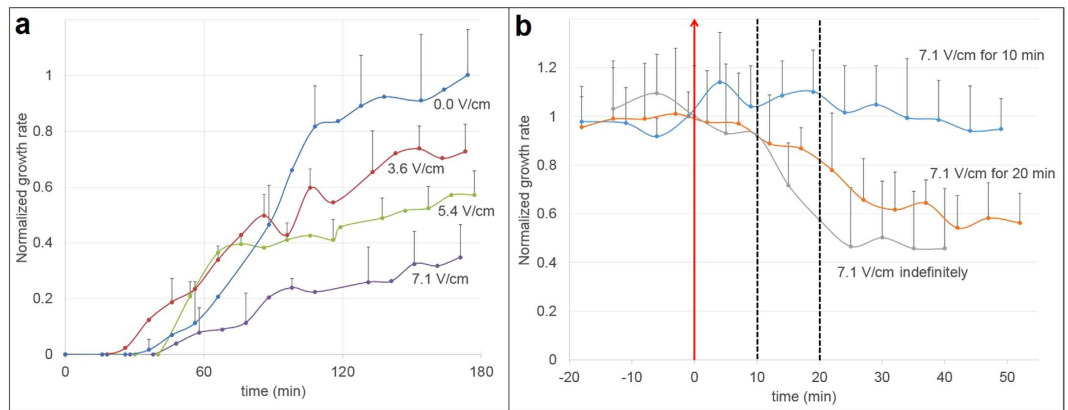 a
Normalized growth rate
1
0.8
0.6
0.4
0.2
0
0.0 V/cm
3.6 V/cm
5.4 V/cm
7.1 V/cm
0
60
120
180
time (min)
b
Normalized growth rate
1.2
1
0.8
0.6
0.4
0.2
0
7.1 V/cm for 10 min
7.1 V/cm for 20 min
7.1 V/cm indefinitely
-20
-10
0
10
20
30
40
50
time (min)